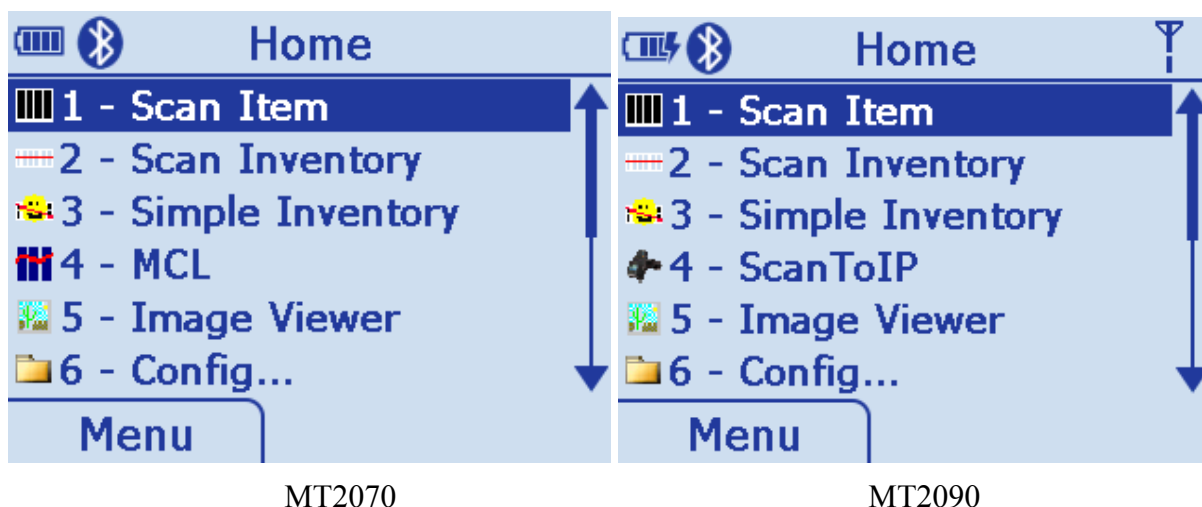 Home
1 - Scan Item
2 - Scan Inventory
3 - Simple Inventory
4 - MCL
5 - Image Viewer
6 - Config...
Menu
MT2070
Home
1 - Scan Item
2 - Scan Inventory
3 - Simple Inventory
4 - ScanToIP
5 - Image Viewer
6 - Config...
Menu
MT2090